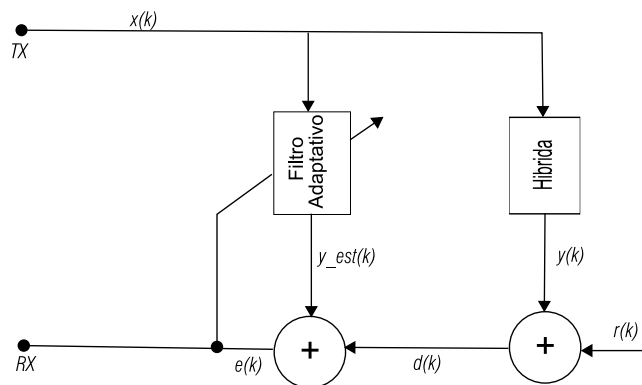 x(k)
TX
Filtro
Adaptativo
Hibrida
y_est(k)
y(k)
r(k)
+
+
RX
e(k)
d(k)